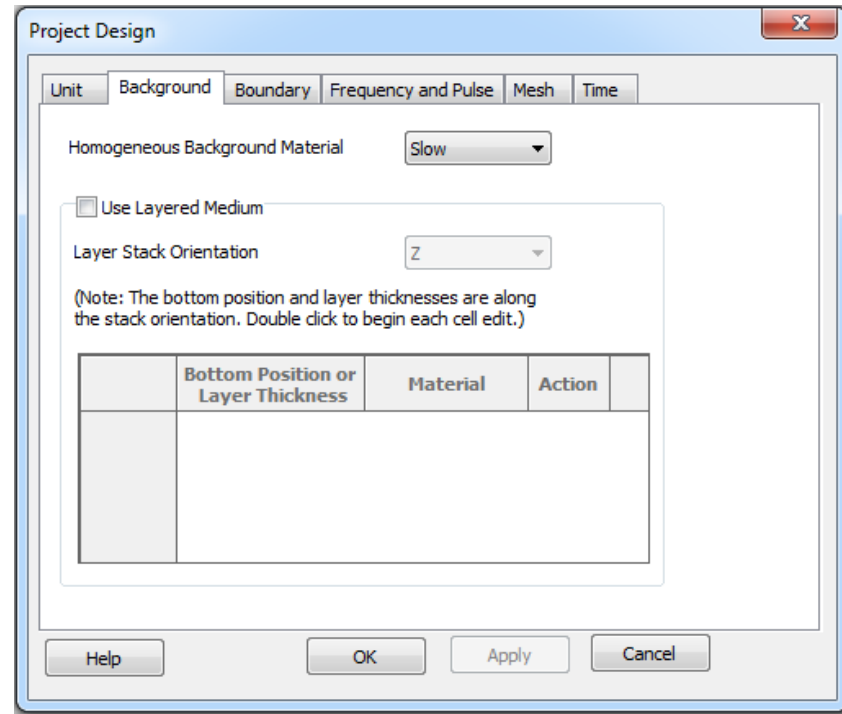 Project Design
X
Unit Background Boundary Frequency and Pulse Mesh Time
Homogeneous Background Material Slow
Use Layered Medium
Layer Stack Orientation Z
(Note: The bottom position and layer thicknesses are along
the stack orientation. Double click to begin each cell edit.)
Bottom Position or
Layer Thickness Material Action
Help OK Apply Cancel